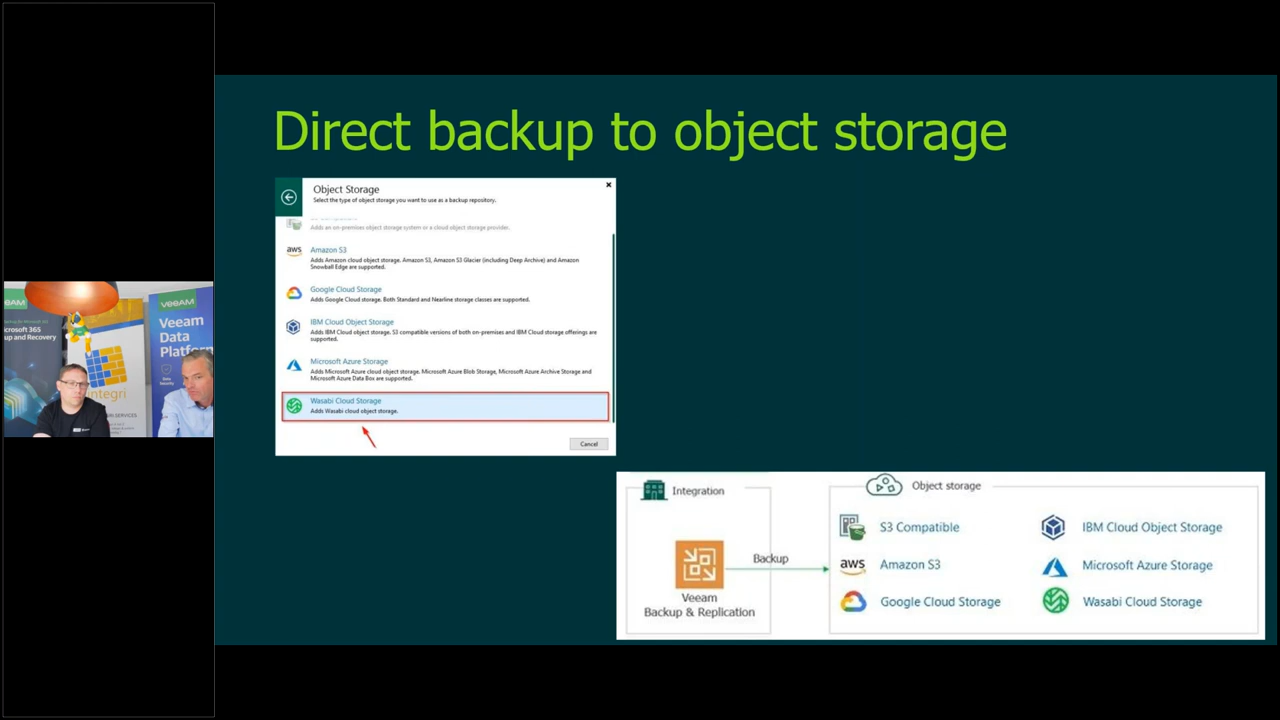 Direct backup to object storage
Object Storage
Select the type of object storage you want to use as a backup repository.
Adds an on-premises object storage system or a cloud object storage provider.
aws
Amazon S3
Adds Amazon cloud object storage. Amazon S3, Amazon S3 Glacier (including Deep Archive) and Amazon
Snowball Edge are supported.
Google Cloud Storage
Adds Google Cloud storage. Both Standard and Nearline storage classes are supported.
IBM Cloud Object Storage
Adds IBM Cloud object storage. S3 compatible versions of both on-premises and IBM Cloud storage offerings are
supported.
Microsoft Azure Storage
Adds Microsoft Azure cloud object storage. Microsoft Azure Blob Storage, Microsoft Azure Archive Storage and
Microsoft Azure Data Box are supported.
Wasabi Cloud Storage
Adds Wasabi cloud object storage.
Cancel
Integration
Veeam
Backup & Replication
Backup
Object storage
S3 Compatible
aws
Amazon S3
Google Cloud Storage
IBM Cloud Object Storage
Microsoft Azure Storage
Wasabi Cloud Storage
VEEAM
Veeam
Data
Platform
Data
Security
integri
SERVICES